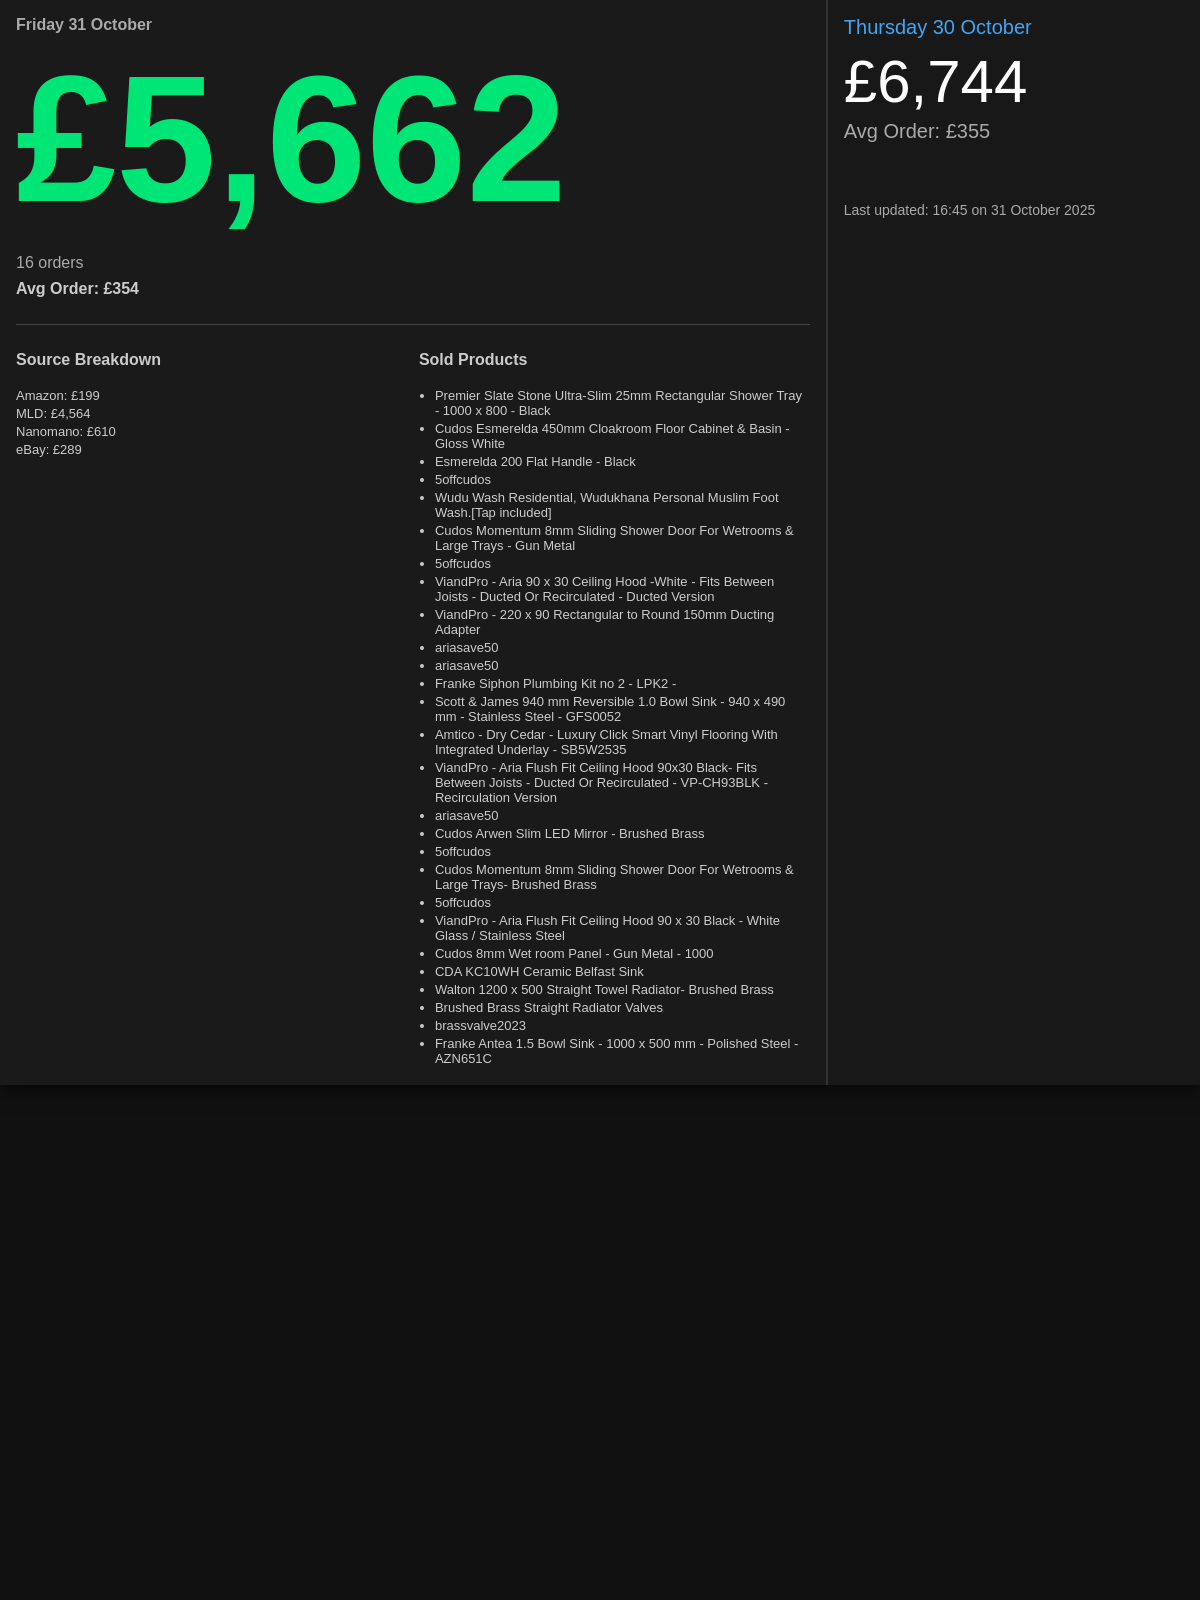 Friday 31 October
£5,662
16 orders
Avg Order: £354
Source Breakdown
Amazon: £199
MLD: £4,564
Nanomano: £610
eBay: £289
Sold Products
• Premier Slate Stone Ultra-Slim 25mm Rectangular Shower Tray
- 1000 x 800 - Black
• Cudos Esmerelda 450mm Cloakroom Floor Cabinet & Basin -
Gloss White
• Esmerelda 200 Flat Handle - Black
• 5offcudos
• Wudu Wash Residential, Wudukhana Personal Muslim Foot
Wash.[Tap included]
• Cudos Momentum 8mm Sliding Shower Door For Wetrooms &
Large Trays - Gun Metal
• 5offcudos
• ViandPro - Aria 90 x 30 Ceiling Hood -White - Fits Between
Joists - Ducted Or Recirculated - Ducted Version
• ViandPro - 220 x 90 Rectangular to Round 150mm Ducting
Adapter
• ariasave50
• ariasave50
• Franke Siphon Plumbing Kit no 2 - LPK2 -
• Scott & James 940 mm Reversible 1.0 Bowl Sink - 940 x 490
mm - Stainless Steel - GFS0052
• Amtico - Dry Cedar - Luxury Click Smart Vinyl Flooring With
Integrated Underlay - SB5W2535
• ViandPro - Aria Flush Fit Ceiling Hood 90x30 Black- Fits
Between Joists - Ducted Or Recirculated - VP-CH93BLK -
Recirculation Version
• ariasave50
• Cudos Arwen Slim LED Mirror - Brushed Brass
• 5offcudos
• Cudos Momentum 8mm Sliding Shower Door For Wetrooms &
Large Trays- Brushed Brass
• 5offcudos
• ViandPro - Aria Flush Fit Ceiling Hood 90 x 30 Black - White
Glass / Stainless Steel
• Cudos 8mm Wet room Panel - Gun Metal - 1000
• CDA KC10WH Ceramic Belfast Sink
• Walton 1200 x 500 Straight Towel Radiator- Brushed Brass
• Brushed Brass Straight Radiator Valves
• brassvalve2023
• Franke Antea 1.5 Bowl Sink - 1000 x 500 mm - Polished Steel -
AZN651C
Thursday 30 October
£6,744
Avg Order: £355
Last updated: 16:45 on 31 October 2025